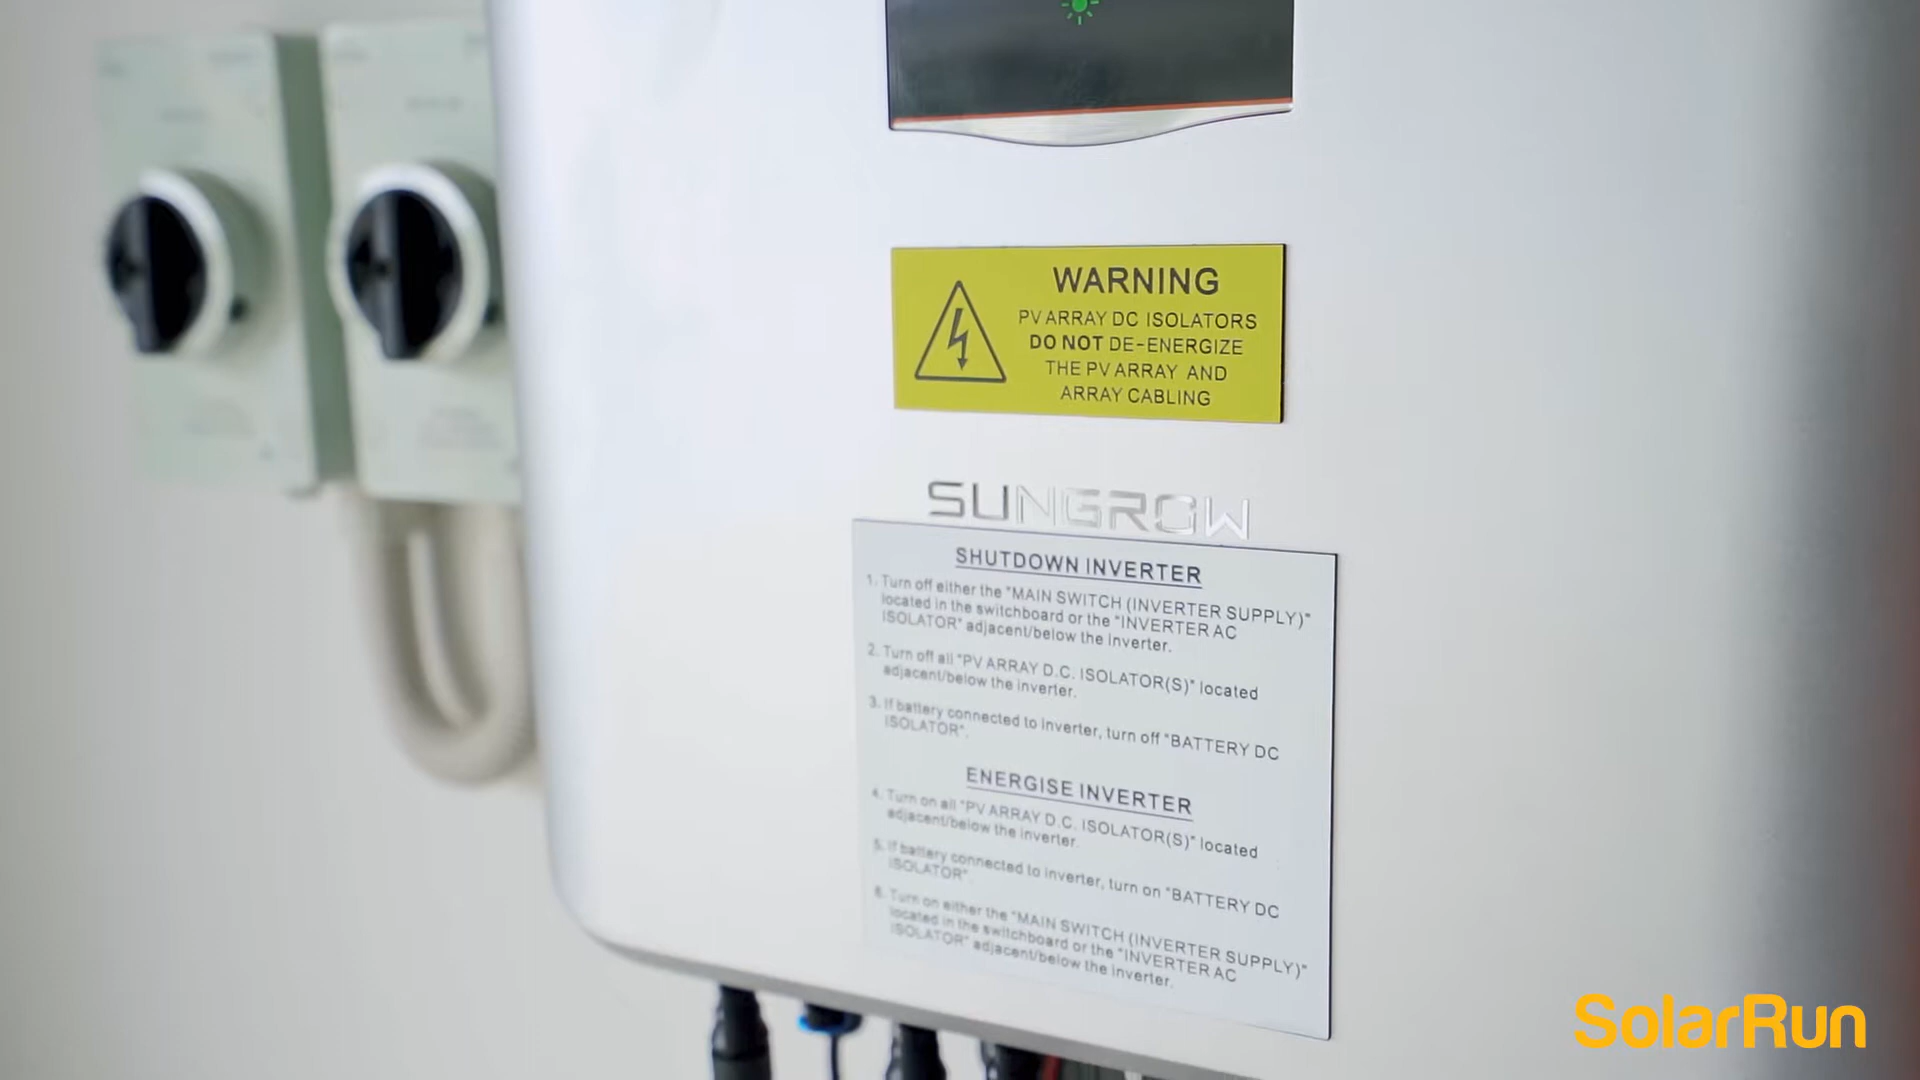 WARNING
PV ARRAY DC ISOLATORS
DO NOT DE-ENERGIZE
THE PV ARRAY AND
ARRAY CABLING
SUNGROW
SHUTDOWN INVERTER
1. Turn off either the "MAIN SWITCH (INVERTER SUPPLY)"
located in the switchboard or the "INVERTER AC
ISOLATOR" adjacent/below the inverter.
2. Turn off all "PV ARRAY D.C. ISOLATOR(S)" located
adjacent/below the inverter.
3. If battery connected to inverter, turn off "BATTERY DC
ISOLATOR".
ENERGISE INVERTER
4. Turn on all "PV ARRAY D.C. ISOLATOR(S)" located
adjacent/below the inverter.
5. If battery connected to inverter, turn on "BATTERY DC
ISOLATOR".
6. Turn on either the "MAIN SWITCH (INVERTER SUPPLY)"
located in the switchboard or the "INVERTER AC
ISOLATOR" adjacent/below the inverter.
SolarRun